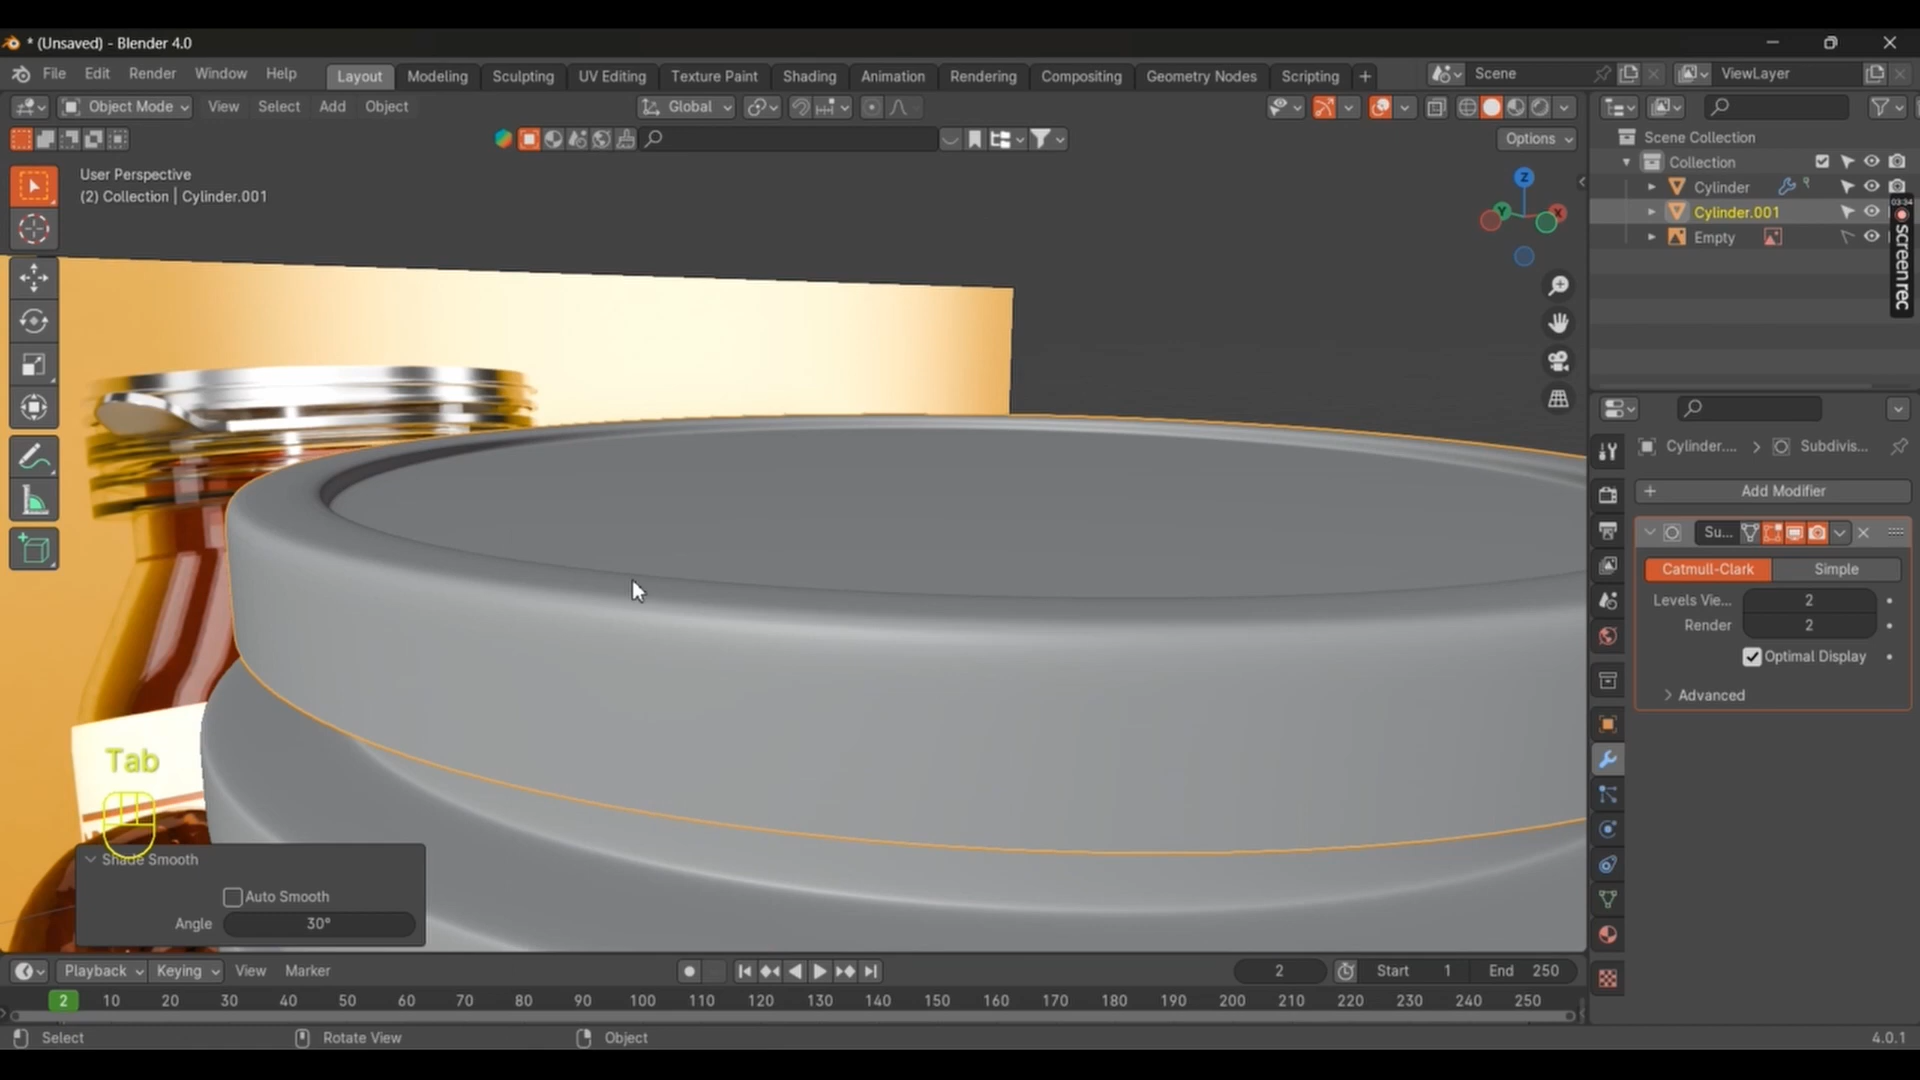 * (Unsaved) - Blender 4.0
File Edit Render Window Help
Layout Modeling Sculpting UV Editing Texture Paint Shading Animation Rendering Compositing Geometry Nodes Scripting +
Scene
ViewLayer
Object Mode View Select Add Object
Global
Options
User Perspective
(2) Collection | Cylinder.001
Z
Y
X
Scene Collection
Collection
Cylinder
Cylinder.001
Empty
03:34
screenrec
Cylinder.... > Subdivis...
+ Add Modifier
Su...
Catmull-Clark Simple
Levels Vie... 2
Render 2
Optimal Display
> Advanced
Tab
Shade Smooth
Auto Smooth
Angle 30°
Playback Keying View Marker
2 Start 1 End 250
2 10 20 30 40 50 60 70 80 90 100 110 120 130 140 150 160 170 180 190 200 210 220 230 240 250
Select Rotate View Object 4.0.1